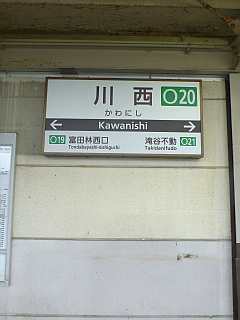 川西 O20
かわにし
← Kawanishi →
O19 富田林西口 滝谷不動 O21
Tondabayashi-nishiguchi Takidanifudo